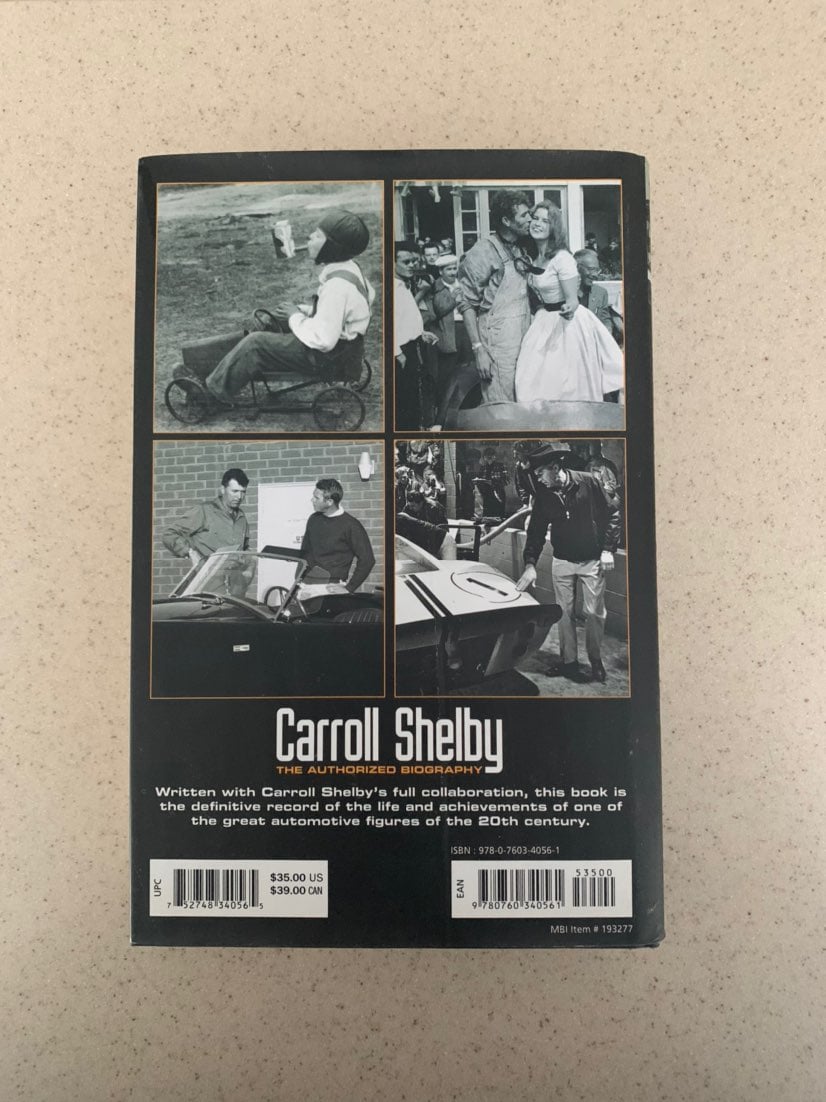 Carroll Shelby
THE AUTHORIZED BIOGRAPHY
Written with Carroll Shelby's full collaboration, this book is
the definitive record of the life and achievements of one of
the great automotive figures of the 20th century.
ISBN : 978-0-7603-4056-1
UPC
$35.00 US
$39.00 CAN
7 52748 34056 5
EAN
53500
9 780760 340561
MBI Item # 193277